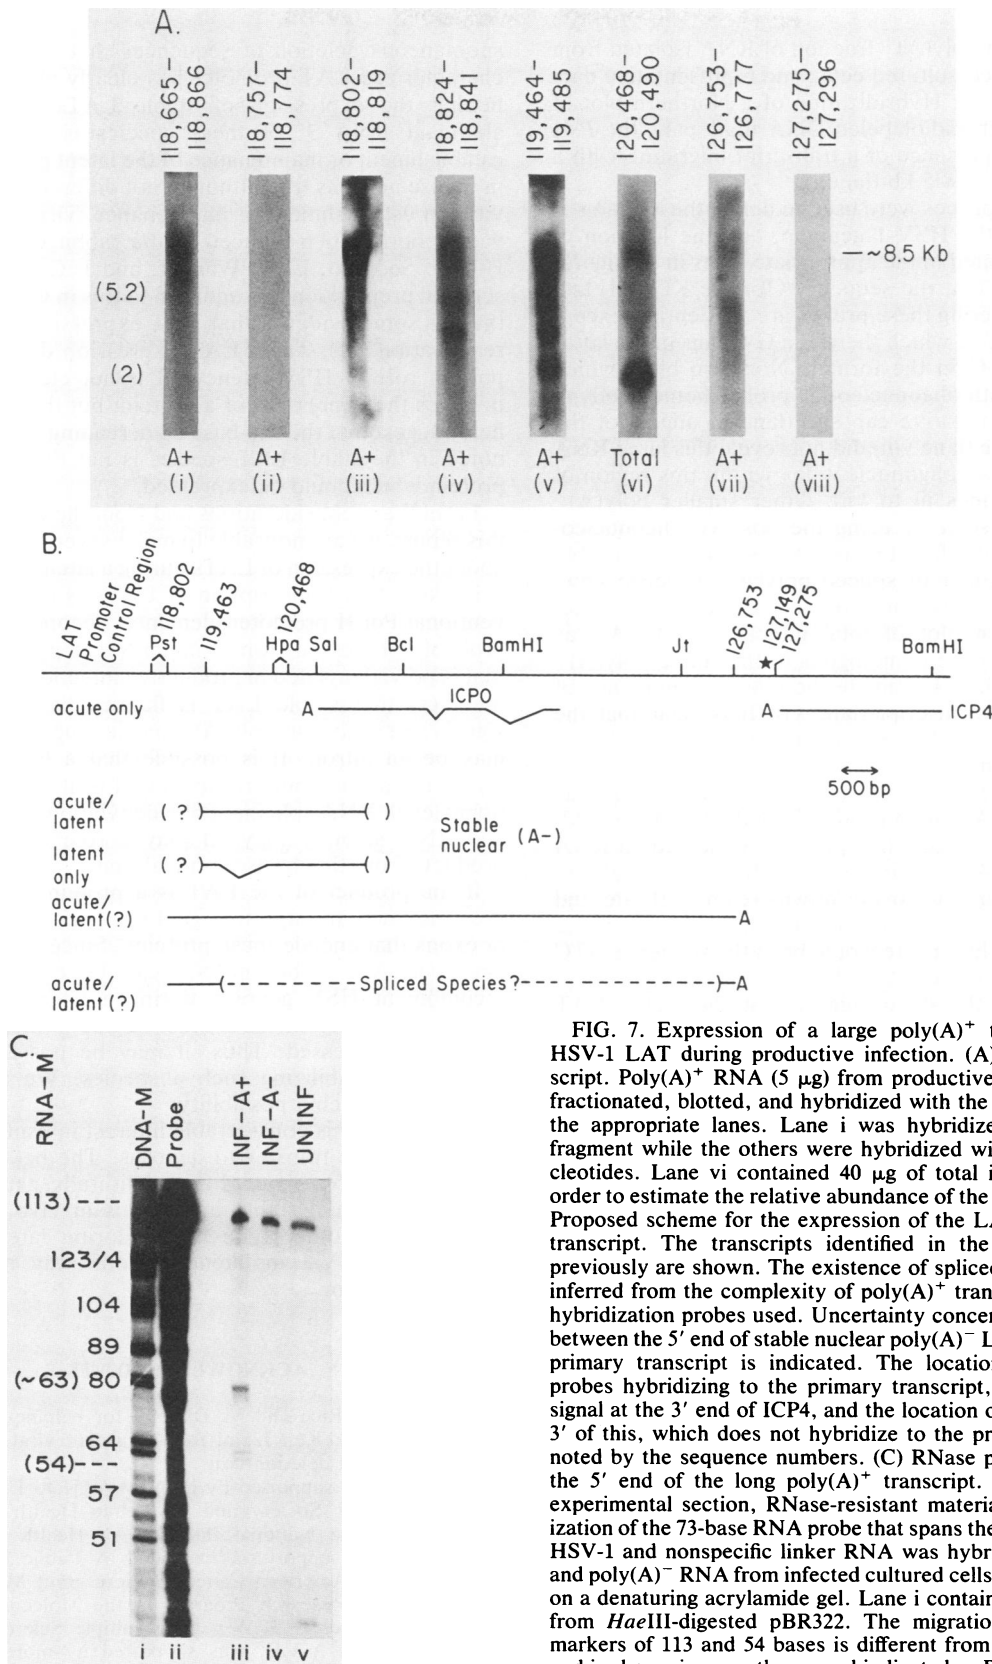 A.
118,665-
118,866
118,757-
118,774
118,802-
118,819
118,824-
118,841
119,464-
119,485
120,468-
120,490
126,753-
126,777
127,275-
127,296
—~8.5 Kb
(5.2)
(2)
A+ A+ A+ A+ A+ Total A+ A+
(i) (ii) (iii) (iv) (v) (vi) (vii) (viii)
B.
LAT
Promoter
Control Region
Pst
118,802
119,463
Hpa
120,468
Sal
Bcl
BamHI
Jt
126,753
★
127,149
127,275
BamHI
acute only
A
ICPO
A
ICP4
500 bp
acute/
latent
(?)
( )
Stable
nuclear (A-)
latent
only
(?)
( )
acute/
latent(?)
A
acute/
latent(?)
Spliced Species?
A
C.
RNA-M
DNA-M
Probe
INF-A+
INF-A-
UNINF
(113)---
123/4
104
89
(~63) 80
64
(54)---
57
51
i ii iii iv v
FIG. 7. Expression of a large poly(A)+ t
HSV-1 LAT during productive infection. (A)
script. Poly(A)+ RNA (5 μg) from productive
fractionated, blotted, and hybridized with the
the appropriate lanes. Lane i was hybridize
fragment while the others were hybridized wi
cleotides. Lane vi contained 40 μg of total i
order to estimate the relative abundance of the
Proposed scheme for the expression of the LA
transcript. The transcripts identified in the
previously are shown. The existence of spliced
inferred from the complexity of poly(A)+ tran
hybridization probes used. Uncertainty concer
between the 5' end of stable nuclear poly(A)− L
primary transcript is indicated. The location
probes hybridizing to the primary transcript,
signal at the 3' end of ICP4, and the location o
3' of this, which does not hybridize to the pr
noted by the sequence numbers. (C) RNase p
the 5' end of the long poly(A)+ transcript.
experimental section, RNase-resistant materia
ization of the 73-base RNA probe that spans the
HSV-1 and nonspecific linker RNA was hybr
and poly(A)− RNA from infected cultured cells
on a denaturing acrylamide gel. Lane i contain
from HaeIII-digested pBR322. The migratio
markers of 113 and 54 bases is different from